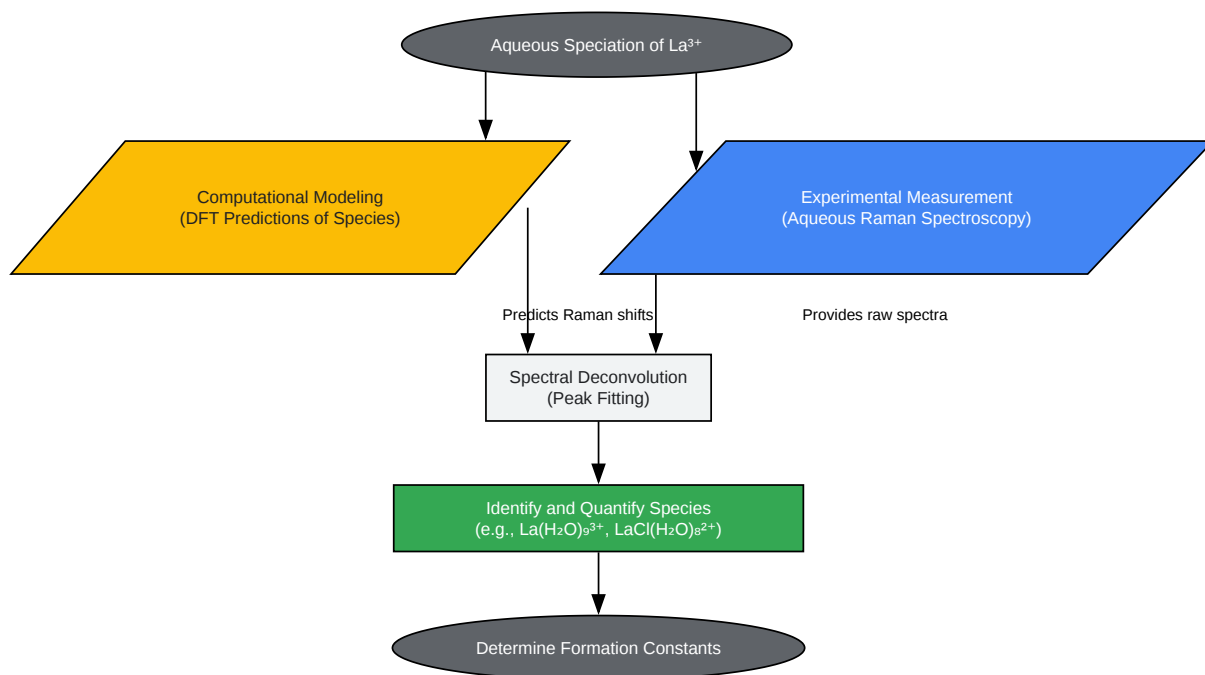 Aqueous Speciation of La³⁺
Computational Modeling
(DFT Predictions of Species)
Experimental Measurement
(Aqueous Raman Spectroscopy)
Predicts Raman shifts
Provides raw spectra
Spectral Deconvolution
(Peak Fitting)
Identify and Quantify Species
(e.g., La(H₂O)₉³⁺, LaCl(H₂O)₈²⁺)
Determine Formation Constants